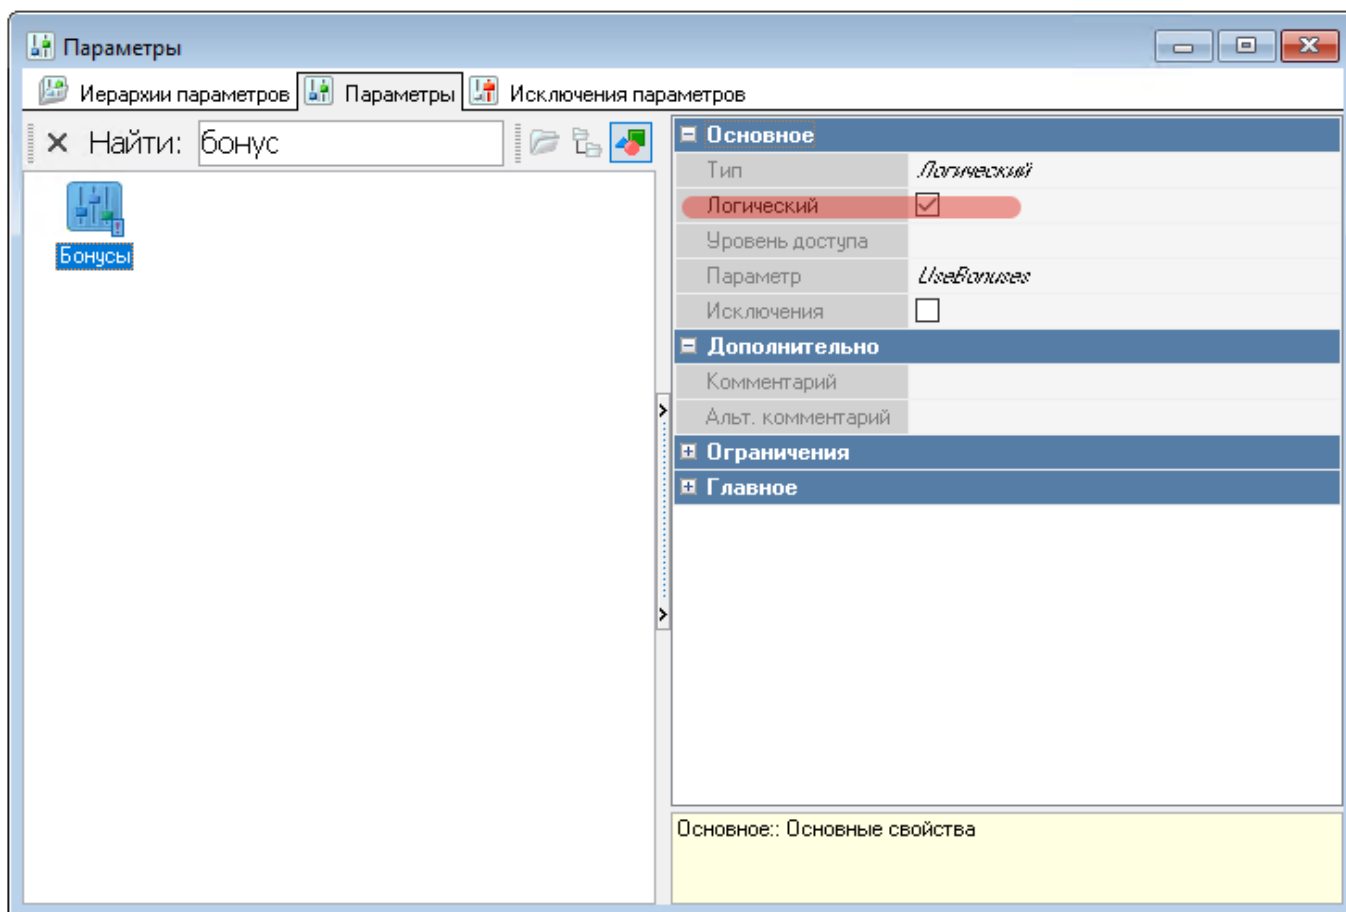 Параметры
Иерархии параметров Параметры Исключения параметров
Найти: бонус
Бонусы
Основное
Тип Логический
Логический
Уровень доступа
Параметр UseBonuses
Исключения
Дополнительно
Комментарий
Альт. комментарий
Ограничения
Главное
Основное:: Основные свойства